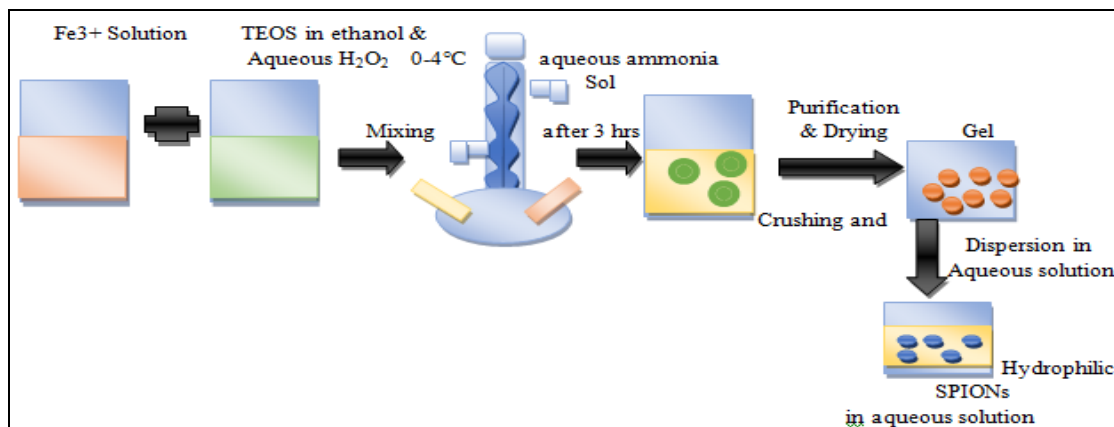 Fe3+ Solution
TEOS in ethanol &
Aqueous H₂O₂ 0-4°C
aqueous ammonia
Sol
Mixing
after 3 hrs
Purification
& Drying
Gel
Crushing and
Dispersion in
Aqueous solution
Hydrophilic
SPIONs
in aqueous solution